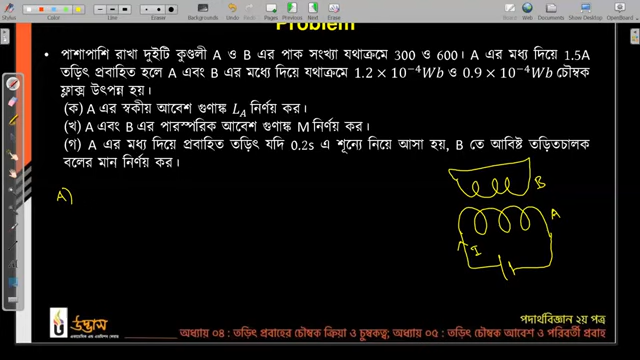 Problem
• পাশাপাশি রাখা দুইটি কুণ্ডলী A ও B এর পাক সংখ্যা যথাক্রমে 300 ও 600। A এর মধ্য দিয়ে 1.5A
তড়িৎ প্রবাহিত হলে A এবং B এর মধ্যে দিয়ে যথাক্রমে 1.2 × 10⁻⁴Wb ও 0.9 × 10⁻⁴Wb চৌম্বক
ফ্লাক্স উৎপন্ন হয়।
(ক) A এর স্বকীয় আবেশ গুণাঙ্ক L_A নির্ণয় কর।
(খ) A এবং B এর পারস্পরিক আবেশ গুণাঙ্ক M নির্ণয় কর।
(গ) A এর মধ্য দিয়ে প্রবাহিত তড়িৎ যদি 0.2s এ শূন্যে নিয়ে আসা হয়, B তে আবিষ্ট তড়িতচালক
বলের মান নির্ণয় কর।
B
A)
A
I
উদ্ভাস
পদার্থবিজ্ঞান ২য় পত্র
অধ্যায় ০৪: তড়িৎ প্রবাহের চৌম্বক ক্রিয়া ও চুম্বকত্ব; অধ্যায় ০৫: তড়িৎ চৌম্বক আবেশ ও পরিবর্তী প্রবাহ